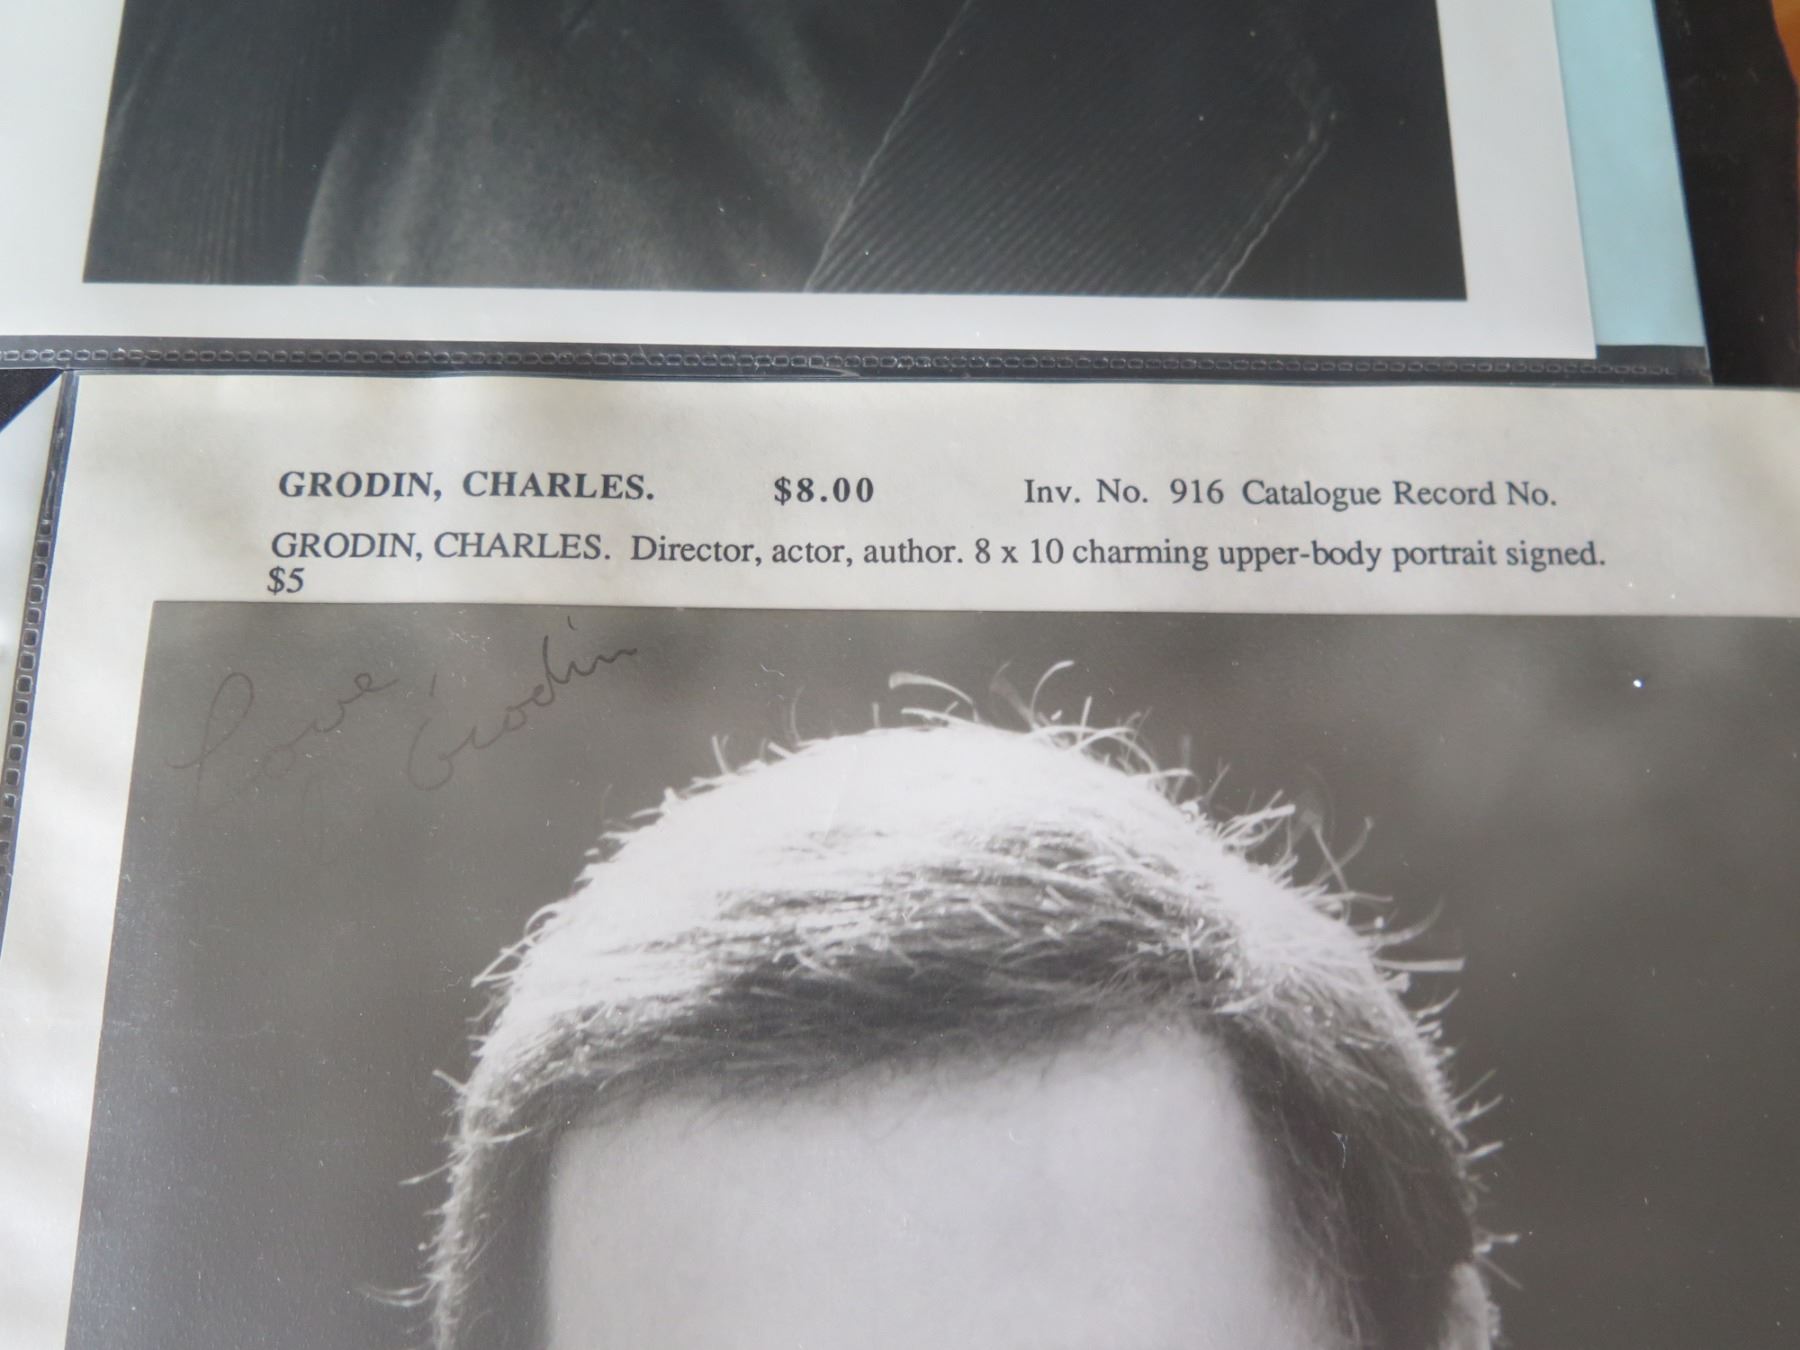 GRODIN, CHARLES. $8.00 Inv. No. 916 Catalogue Record No.
GRODIN, CHARLES. Director, actor, author. 8 x 10 charming upper-body portrait signed.
$5
Love,
Grodin